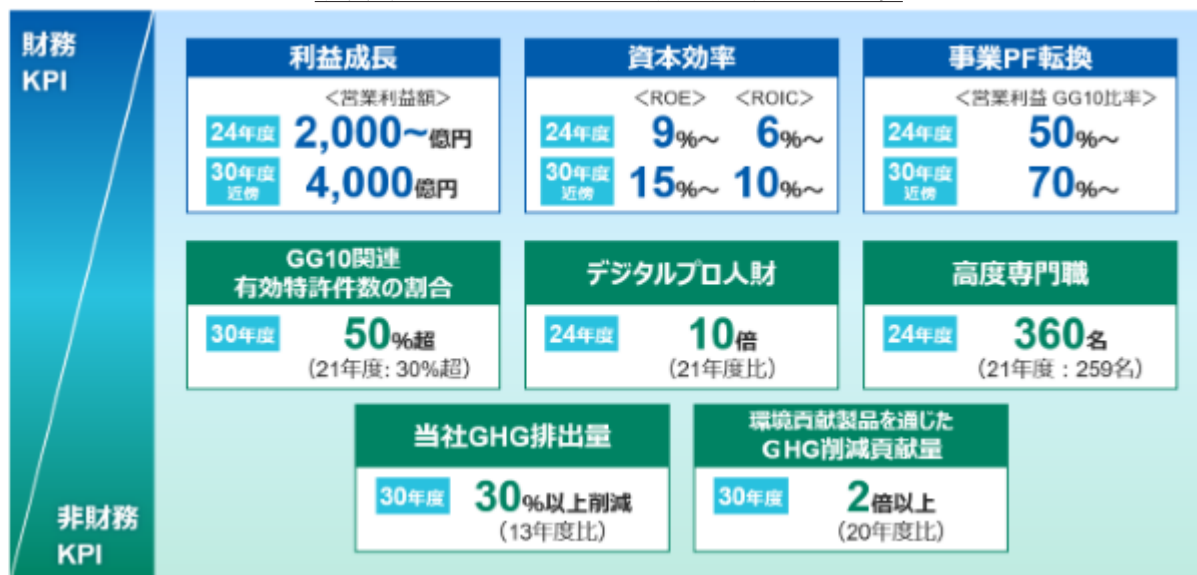 財務
KPI
利益成長
＜営業利益額＞
24年度 2,000～億円
30年度近傍 4,000億円
資本効率
＜ROE＞ ＜ROIC＞
24年度 9%～ 6%～
30年度近傍 15%～ 10%～
事業PF転換
＜営業利益 GG10比率＞
24年度 50%～
30年度近傍 70%～
GG10関連
有効特許件数の割合
30年度 50%超
（21年度：30%超）
デジタルプロ人財
24年度 10倍
（21年度比）
高度専門職
24年度 360名
（21年度：259名）
当社GHG排出量
30年度 30%以上削減
（13年度比）
環境貢献製品を通じた
GHG削減貢献量
30年度 2倍以上
（20年度比）
非財務
KPI